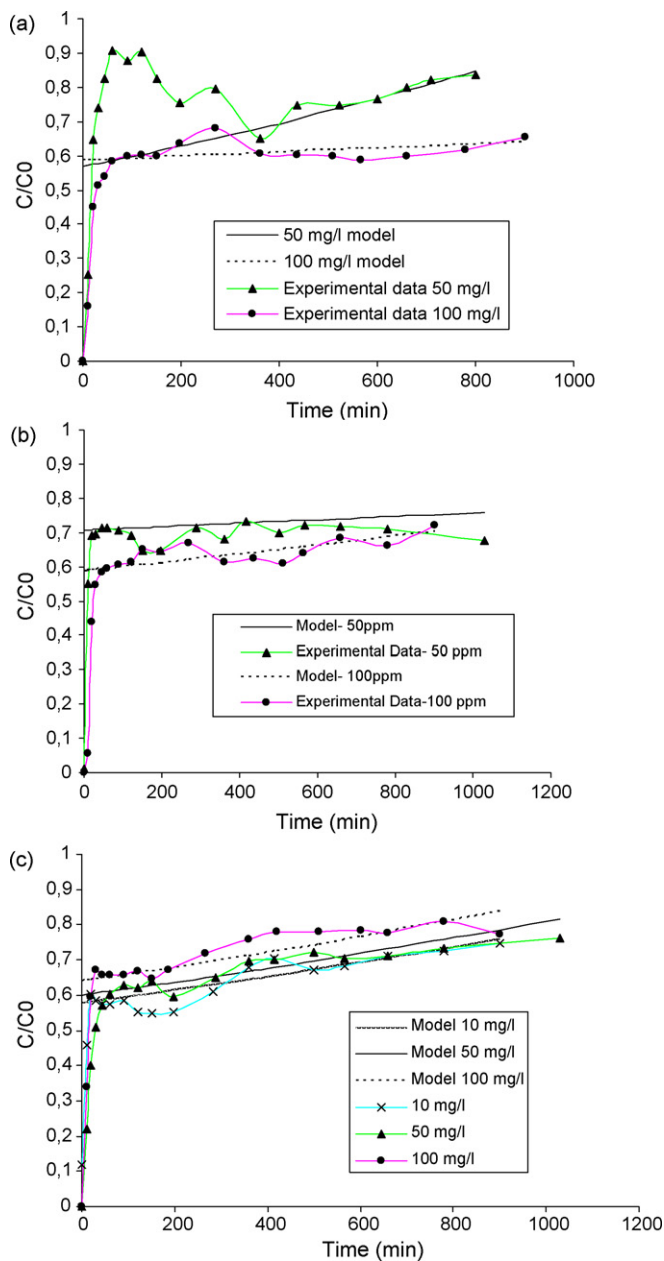 (a)
1
0,9
0,8
0,7
0,6
0,5
0,4
0,3
0,2
0,1
0
C/C0
50 mg/l model
100 mg/l model
Experimental data 50 mg/l
Experimental data 100 mg/l
0 200 400 600 800 1000
Time (min)
(b)
1
0,9
0,8
0,7
0,6
0,5
0,4
0,3
0,2
0,1
0
C/C0
Model- 50ppm
Experimental Data- 50 ppm
Model- 100ppm
Experimental Data-100 ppm
0 200 400 600 800 1000 1200
Time (min)
(c)
1
0,9
0,8
0,7
0,6
0,5
0,4
0,3
0,2
0,1
0
C/C0
Model 10 mg/l
Model 50 mg/l
Model 100 mg/l
10 mg/l
50 mg/l
100 mg/l
0 200 400 600 800 1000 1200
Time (min)